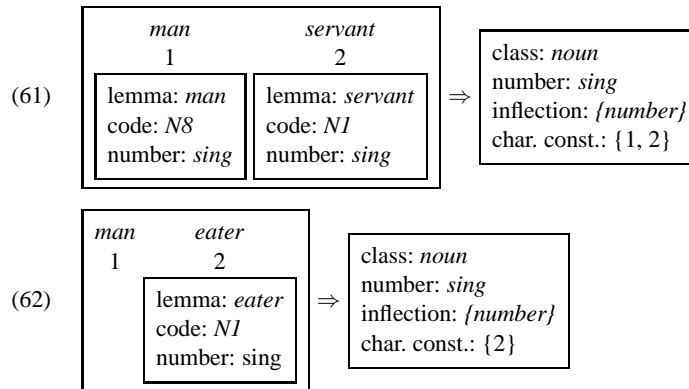 man servant
1 2
(61) lemma: man lemma: servant ⇒ class: noun
code: N8 code: N1 number: sing
number: sing number: sing inflection: {number}
char. const.: {1, 2}
man eater
1 2
(62) lemma: eater ⇒ class: noun
code: N1 number: sing
number: sing inflection: {number}
char. const.: {2}